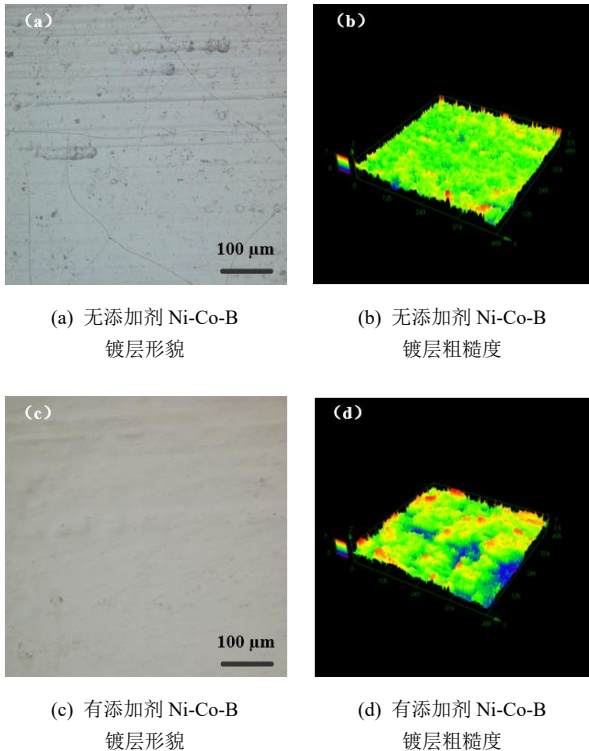 (a)
(b)
100 μm
(a) 无添加剂 Ni-Co-B
镀层形貌
(b) 无添加剂 Ni-Co-B
镀层粗糙度
(c)
(d)
100 μm
(c) 有添加剂 Ni-Co-B
镀层形貌
(d) 有添加剂 Ni-Co-B
镀层粗糙度